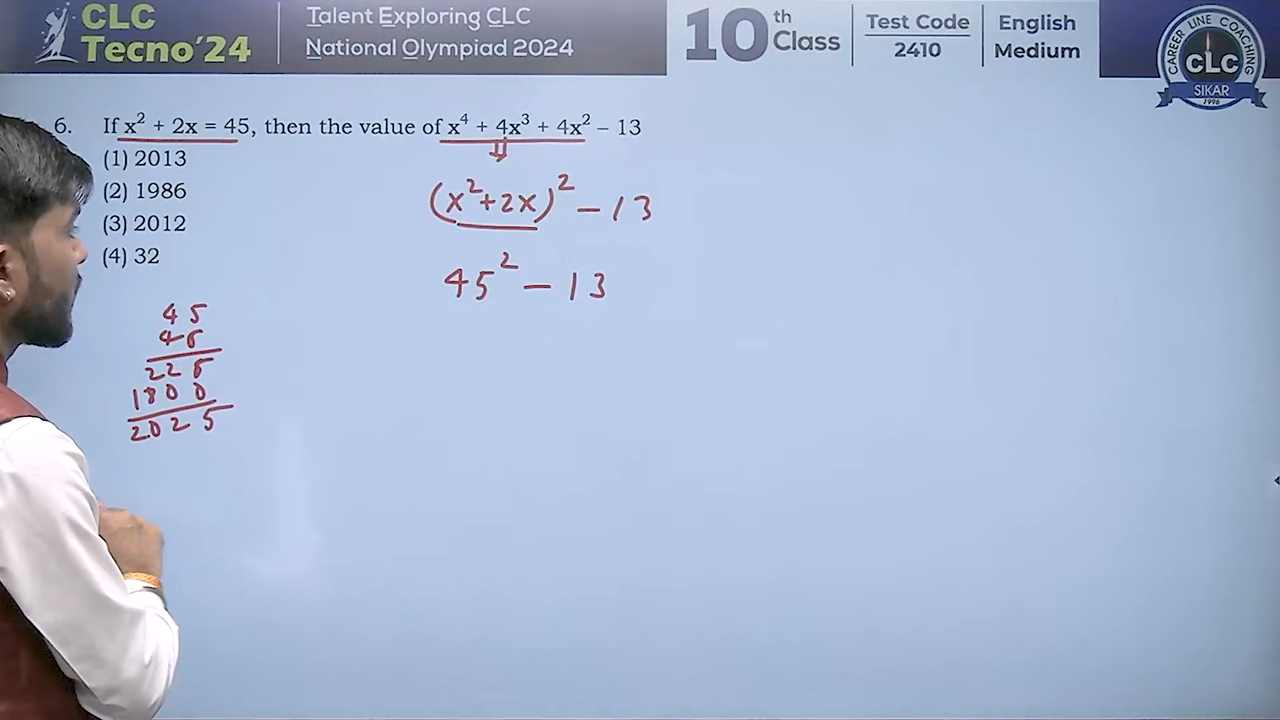 CLC
Tecno'24
Talent Exploring CLC
National Olympiad 2024
10th Class
Test Code
2410
English
Medium
CAREER LINE COACHING
CLC
SIKAR
1996
6. If x² + 2x = 45, then the value of x⁴ + 4x³ + 4x² – 13
(1) 2013
(2) 1986
(3) 2012
(4) 32
(x²+2x)² – 13
45² – 13
45
45
225
1800
2025